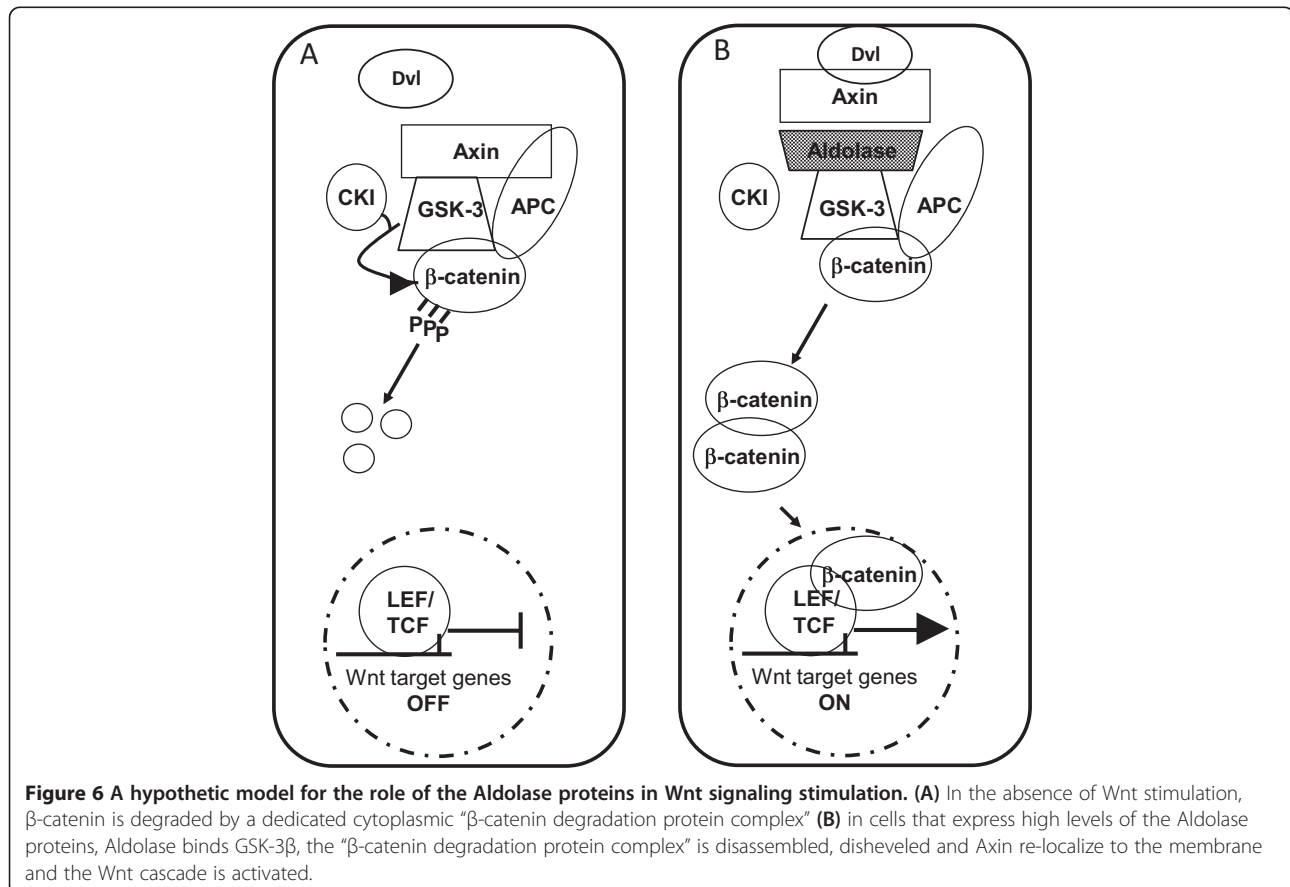 A
Dvl
Axin
CKI
GSK-3
APC
β-catenin
PPP
LEF/
TCF
Wnt target genes
OFF
B
Dvl
Axin
Aldolase
CKI
GSK-3
APC
β-catenin
β-catenin
β-catenin
β-catenin
LEF/
TCF
Wnt target genes
ON
Figure 6 A hypothetic model for the role of the Aldolase proteins in Wnt signaling stimulation. (A) In the absence of Wnt stimulation,
β-catenin is degraded by a dedicated cytoplasmic “β-catenin degradation protein complex” (B) in cells that express high levels of the Aldolase
proteins, Aldolase binds GSK-3β, the “β-catenin degradation protein complex” is disassembled, disheveled and Axin re-localize to the membrane
and the Wnt cascade is activated.